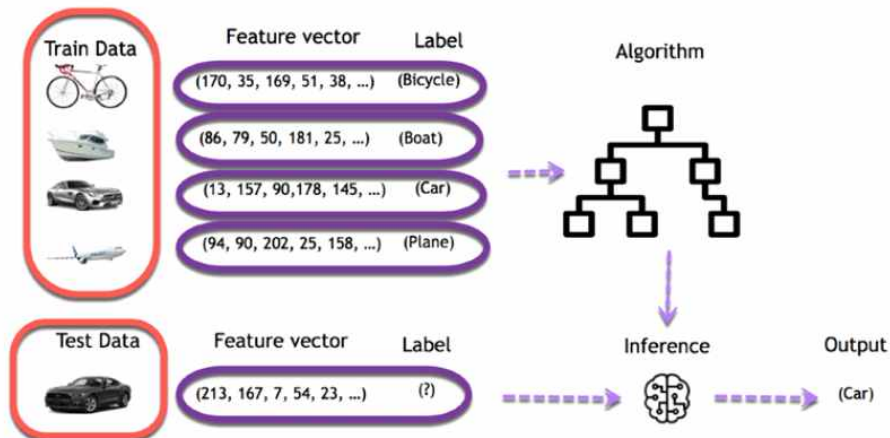 Train Data
Feature vector
Label
Algorithm
(170, 35, 169, 51, 38, ...)
(Bicycle)
(86, 79, 50, 181, 25, ...)
(Boat)
(13, 157, 90,178, 145, ...)
(Car)
(94, 90, 202, 25, 158, ...)
(Plane)
Test Data
Feature vector
Label
Inference
Output
(213, 167, 7, 54, 23, ...)
(?)
(Car)